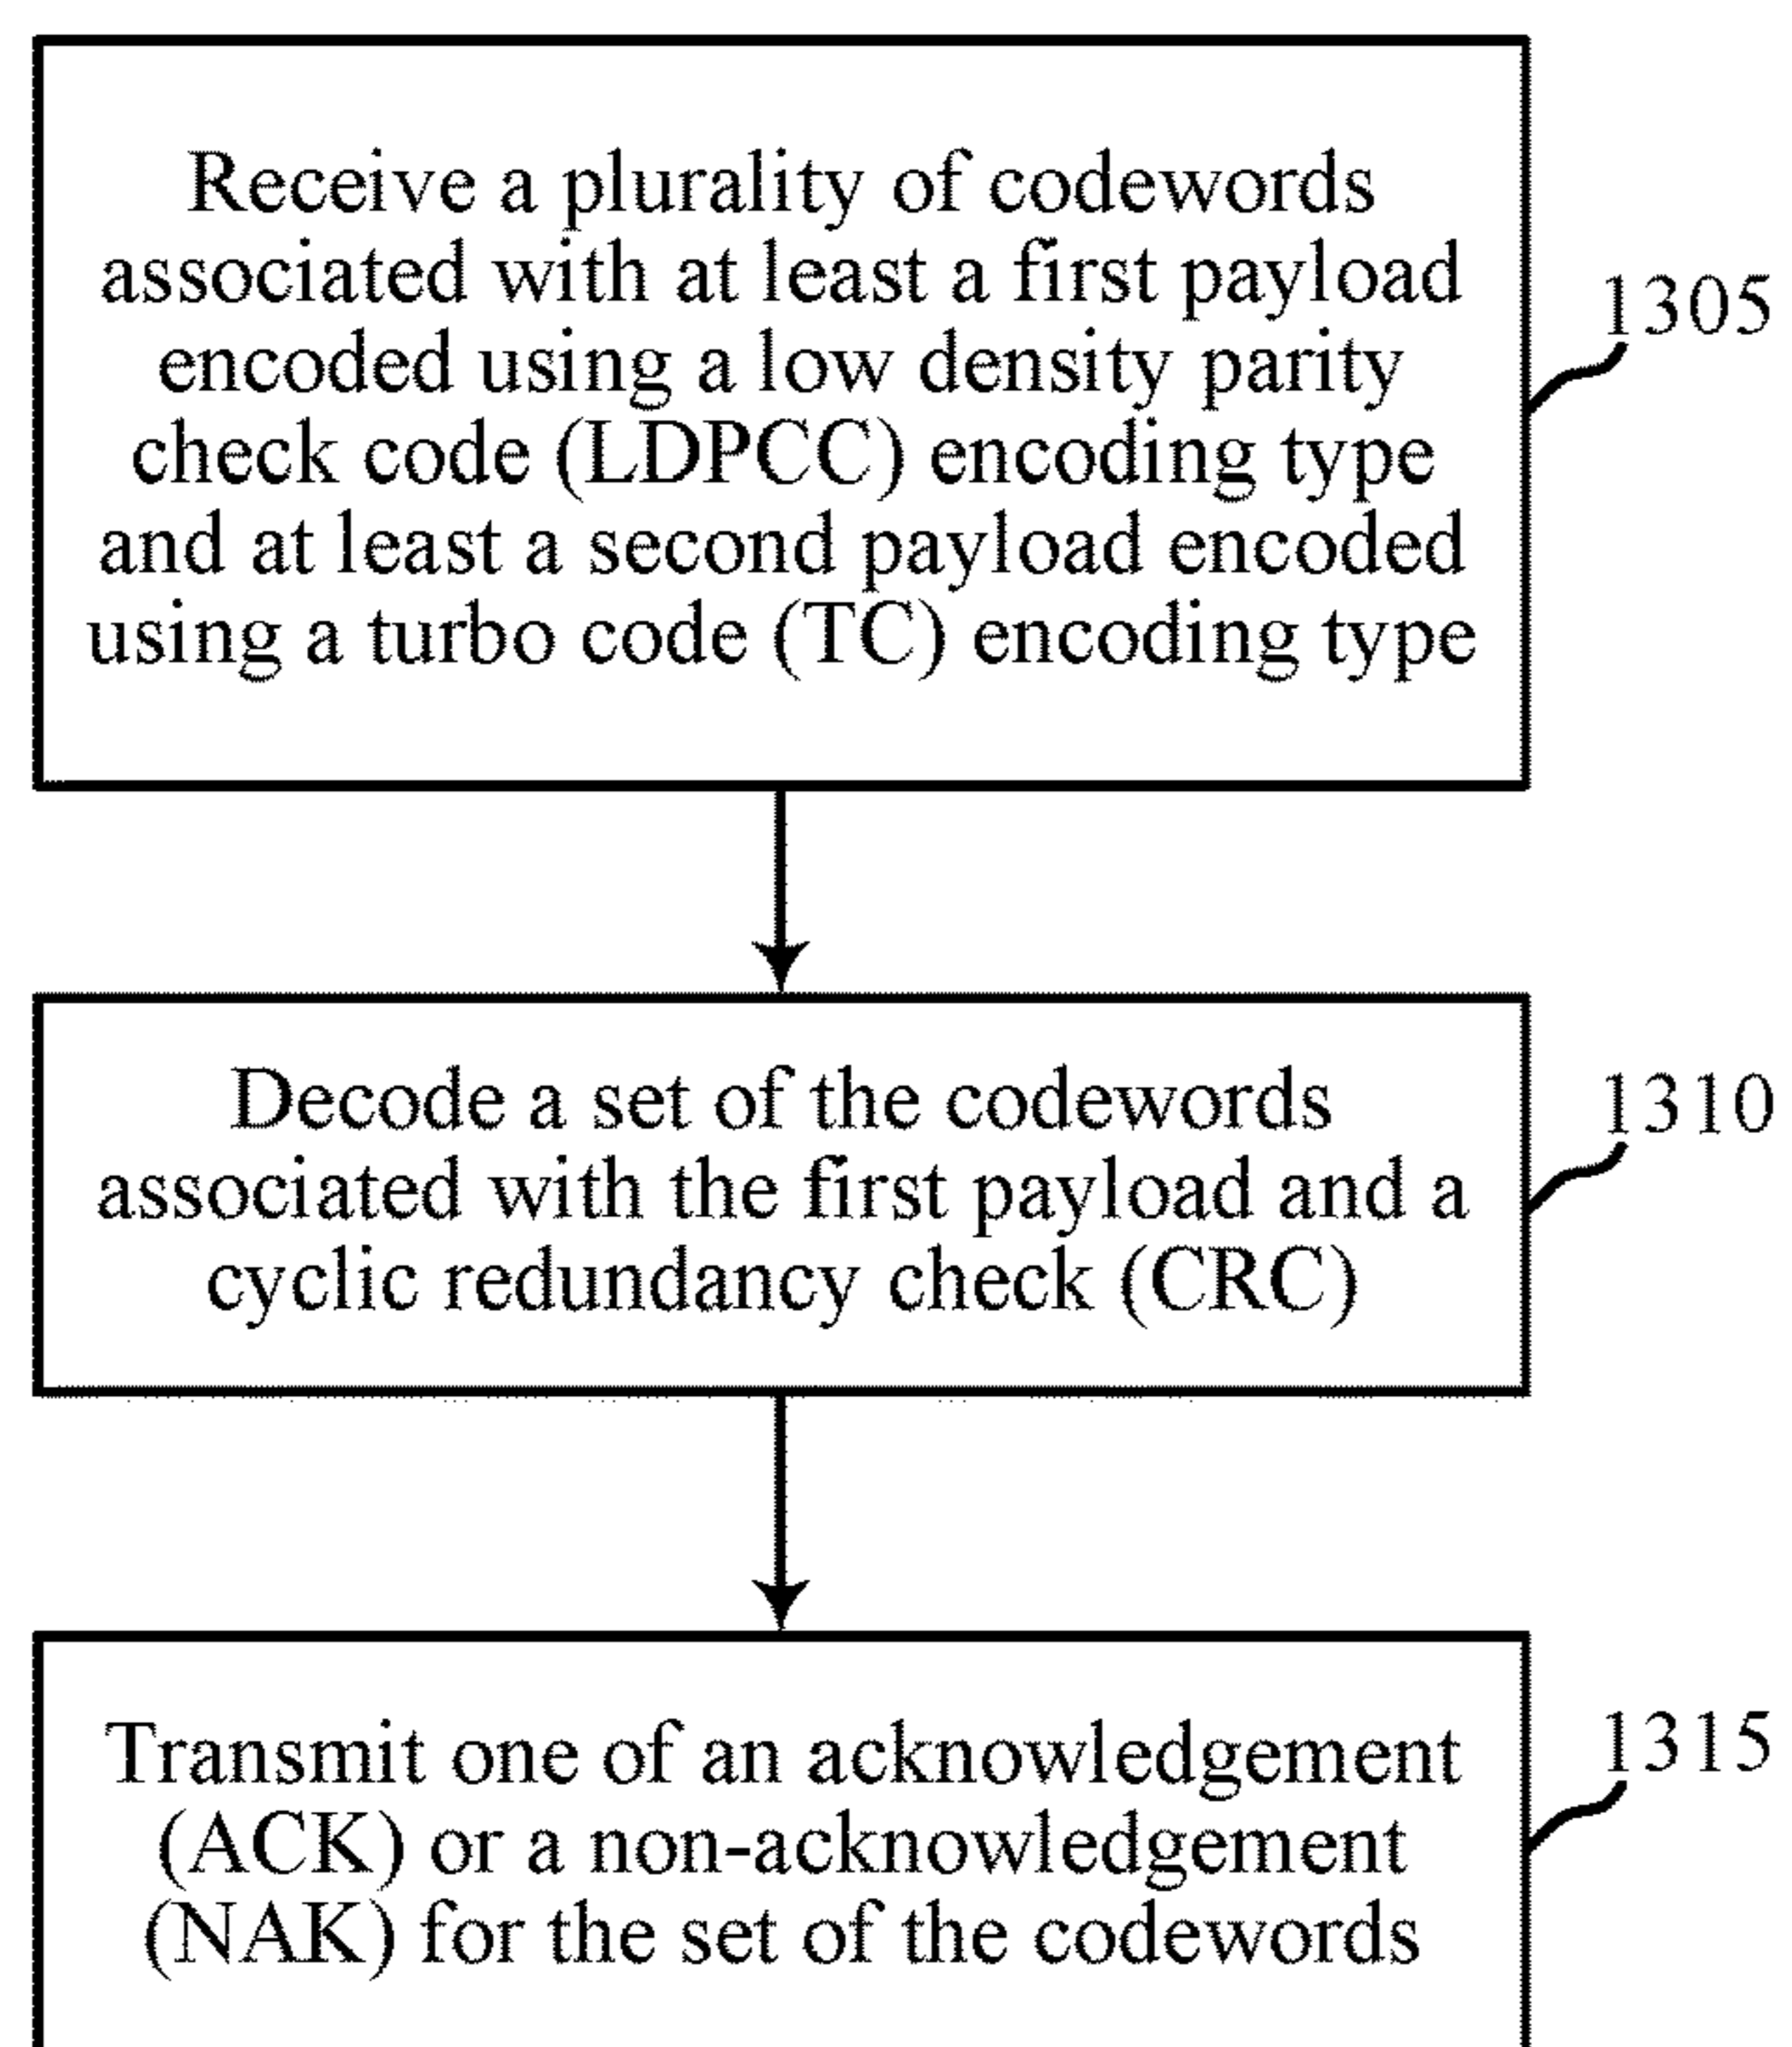 Receive a plurality of codewords
associated with at least a first payload
encoded using a low density parity
check code (LDPCC) encoding type
and at least a second payload encoded
using a turbo code (TC) encoding type
1305
Decode a set of the codewords
associated with the first payload and a
cyclic redundancy check (CRC)
1310
Transmit one of an acknowledgement
(ACK) or a non-acknowledgement
(NAK) for the set of the codewords
1315